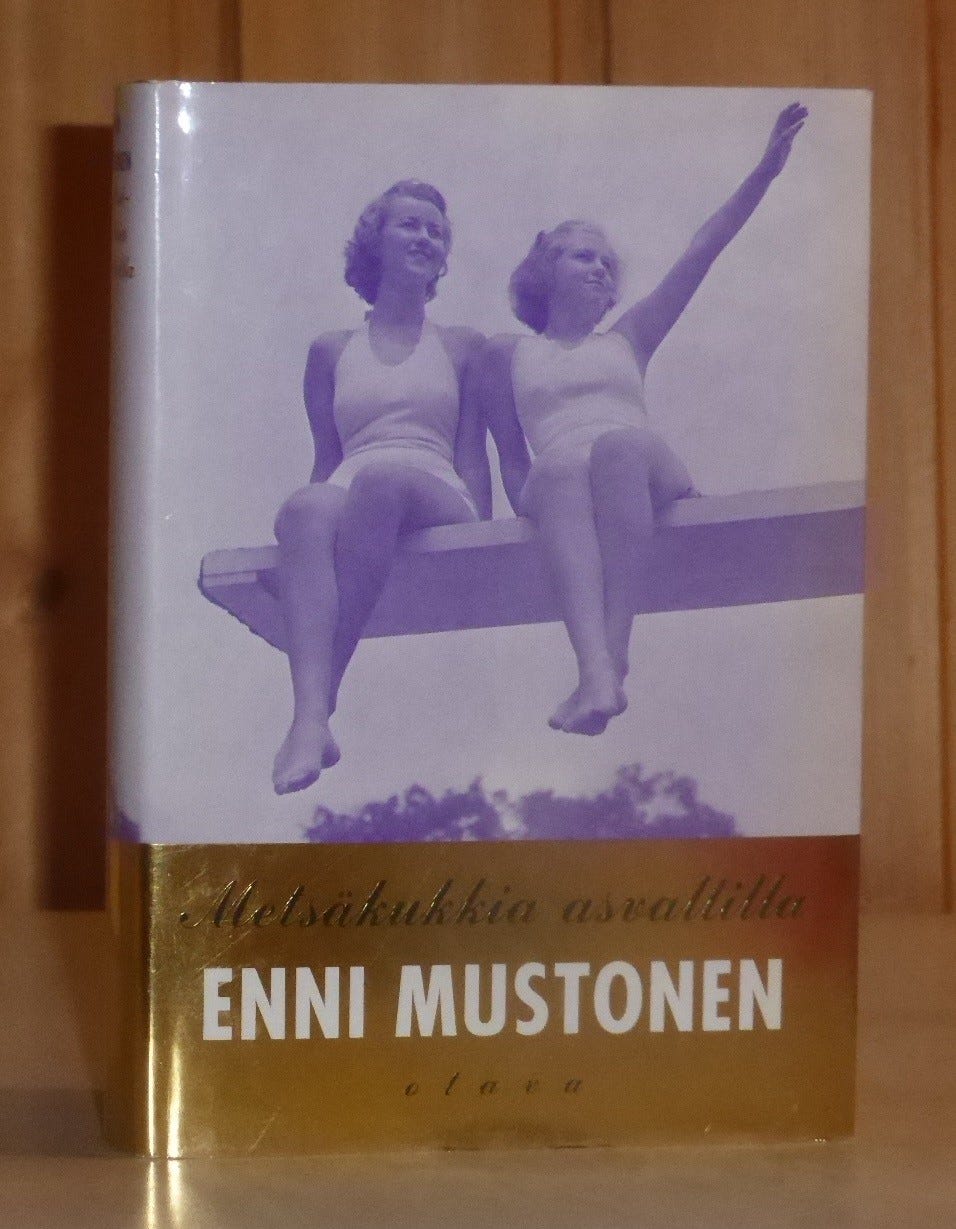 Metsäkukkia asvaltilla
ENNI MUSTONEN
otava